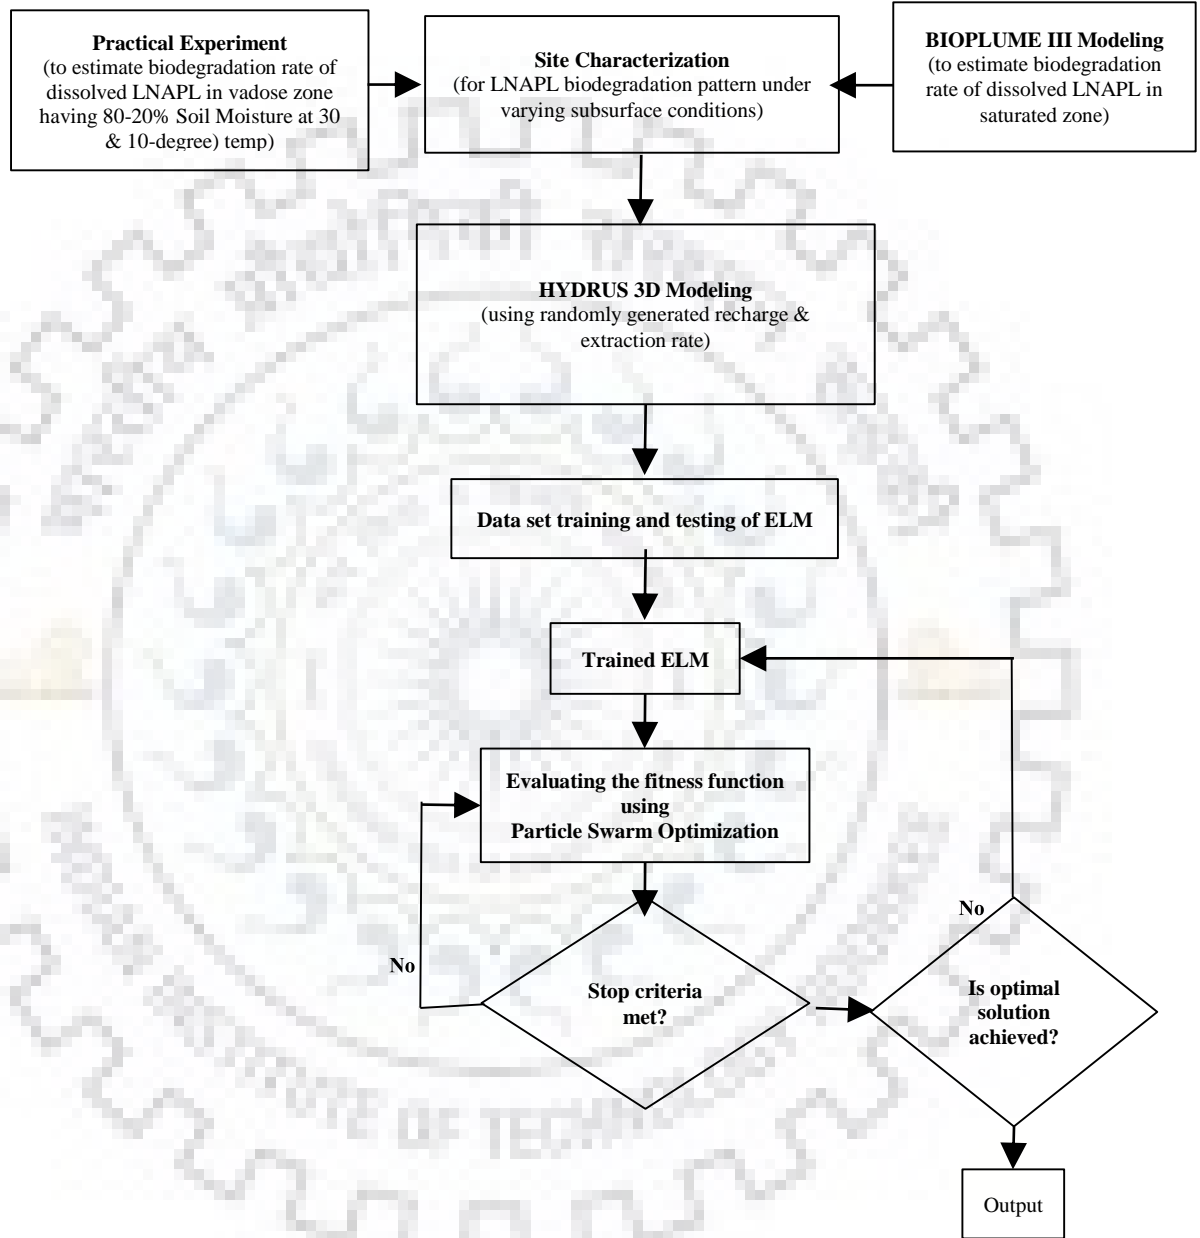 Practical Experiment
(to estimate biodegradation rate of
dissolved LNAPL in vadose zone
having 80-20% Soil Moisture at 30
& 10-degree) temp)
Site Characterization
(for LNAPL biodegradation pattern under
varying subsurface conditions)
BIOPLUME III Modeling
(to estimate biodegradation
rate of dissolved LNAPL in
saturated zone)
HYDRUS 3D Modeling
(using randomly generated recharge &
extraction rate)
Data set training and testing of ELM
Trained ELM
Evaluating the fitness function
using
Particle Swarm Optimization
No
Stop criteria
met?
No
Is optimal
solution
achieved?
Output
OF TECH